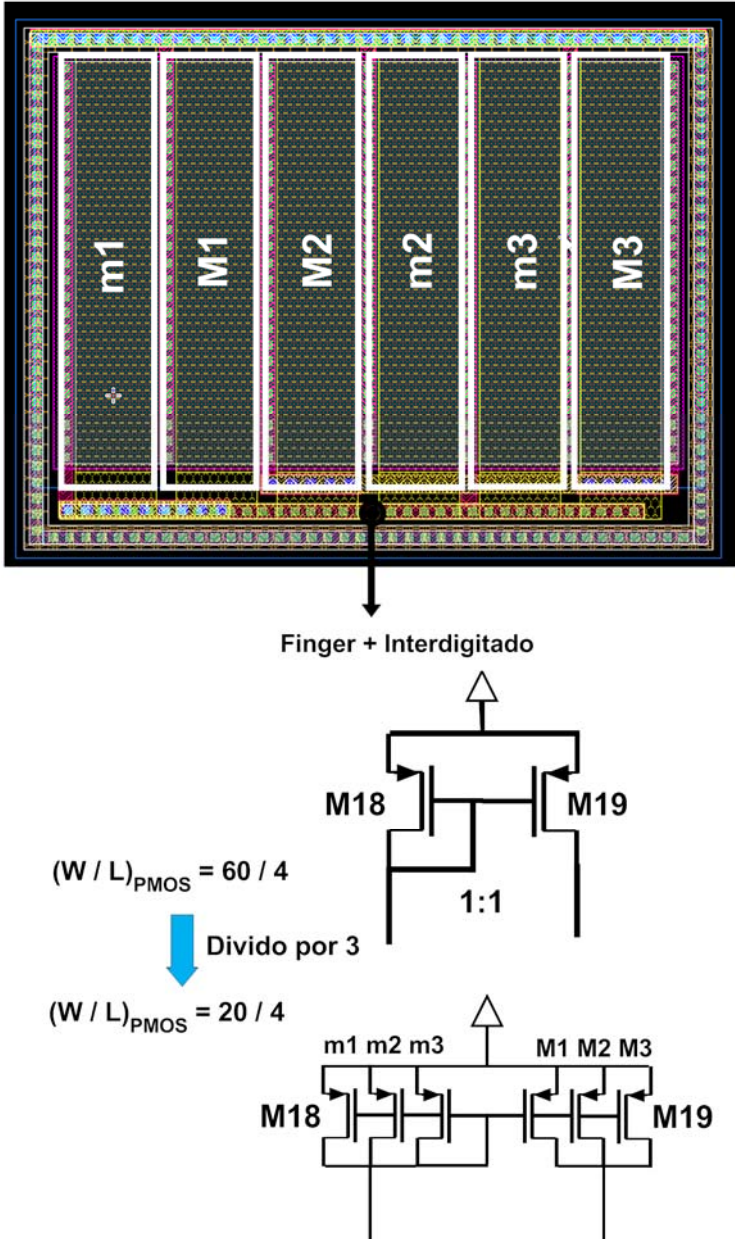 m1 M1 M2 m2 m3 M3
Finger + Interdigitado
M18 M19
(W / L)PMOS = 60 / 4
1:1
Divido por 3
(W / L)PMOS = 20 / 4
m1 m2 m3 M1 M2 M3
M18 M19